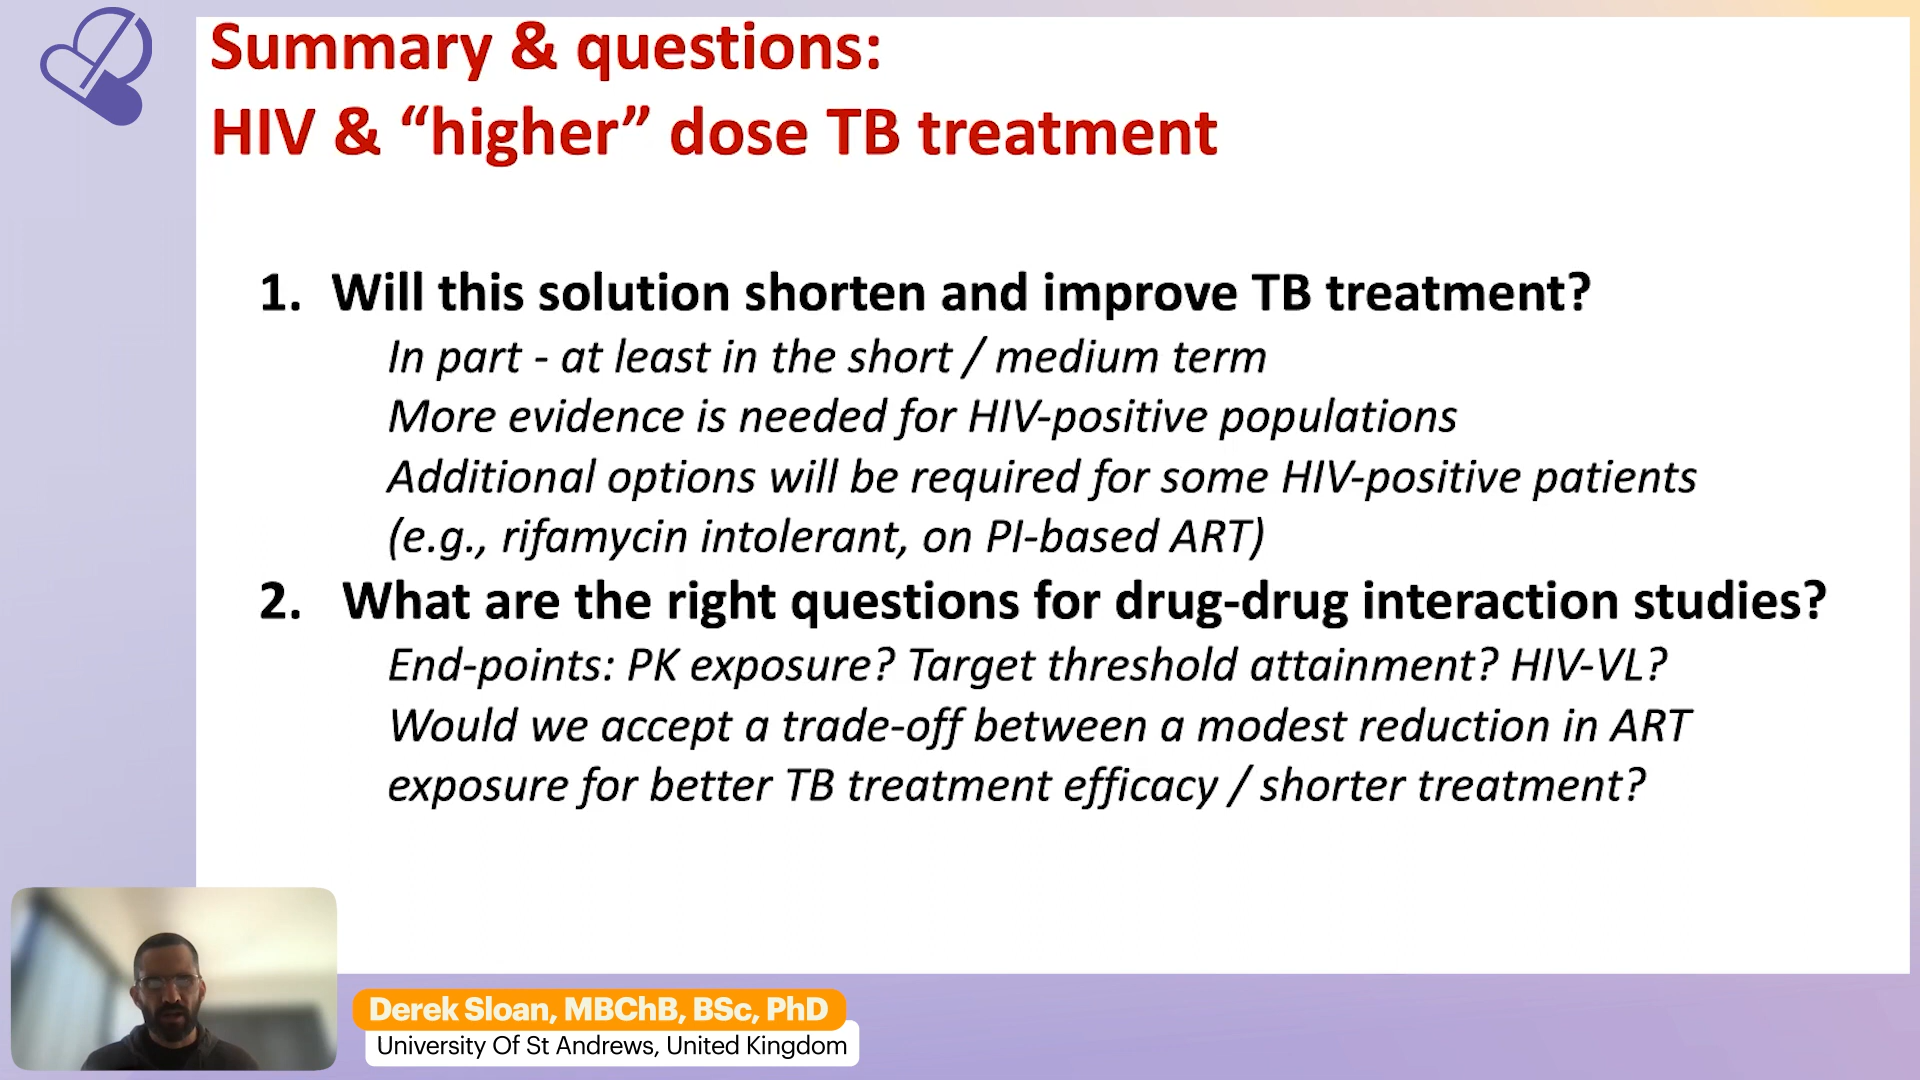 Summary & questions:
HIV & “higher” dose TB treatment
1. Will this solution shorten and improve TB treatment?
In part - at least in the short / medium term
More evidence is needed for HIV-positive populations
Additional options will be required for some HIV-positive patients
(e.g., rifamycin intolerant, on PI-based ART)
2. What are the right questions for drug-drug interaction studies?
End-points: PK exposure? Target threshold attainment? HIV-VL?
Would we accept a trade-off between a modest reduction in ART
exposure for better TB treatment efficacy / shorter treatment?
Derek Sloan, MBChB, BSc, PhD
University Of St Andrews, United Kingdom